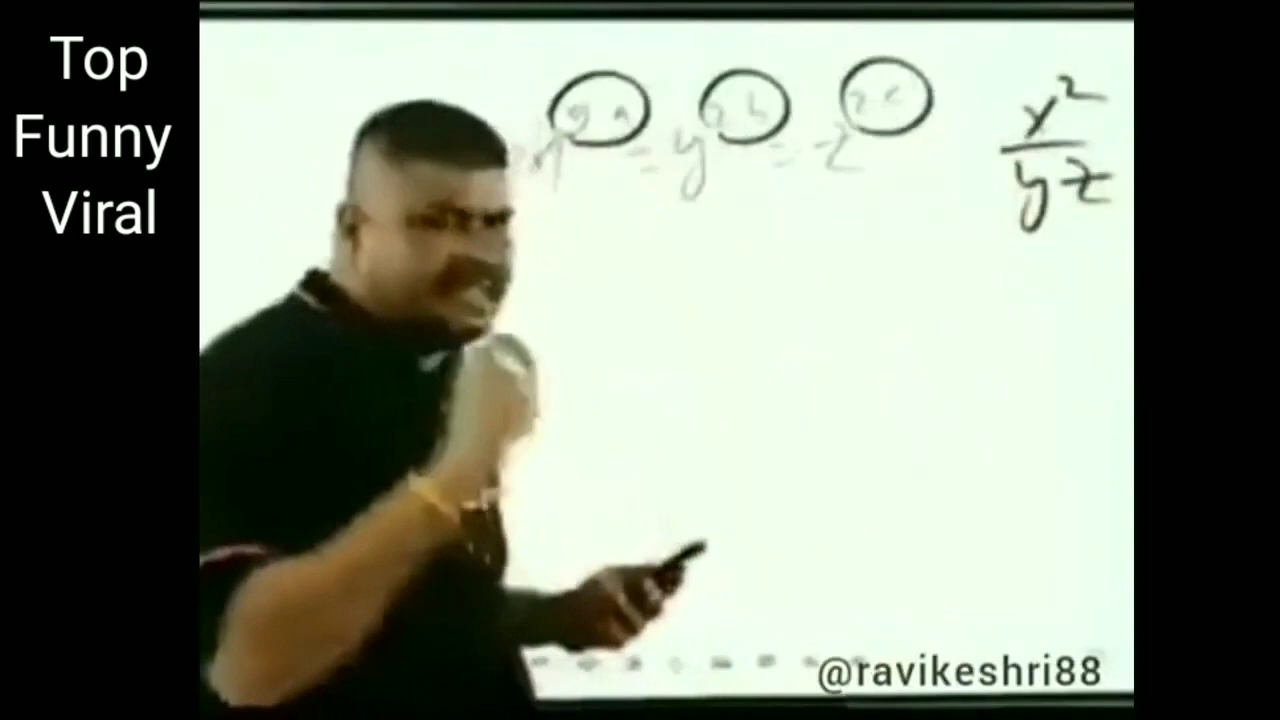 Top
Funny
Viral
= y = z
x²
yz
@ravikeshri88